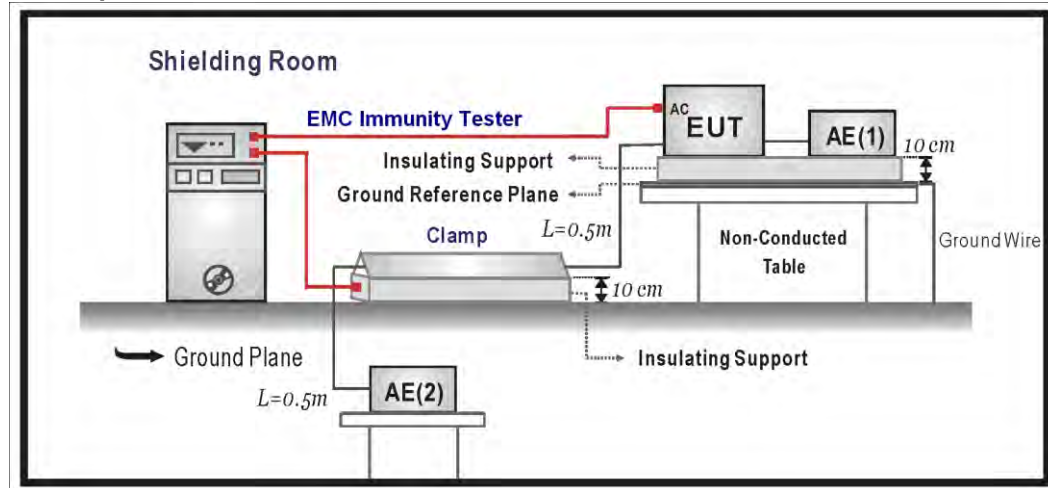 Shielding Room
EMC Immunity Tester
AC
EUT
AE(1)
10 cm
Insulating Support
Ground Reference Plane
Clamp
L=0.5m
Non-Conducted
Table
Ground Wire
10 cm
Ground Plane
Insulating Support
L=0.5m
AE(2)